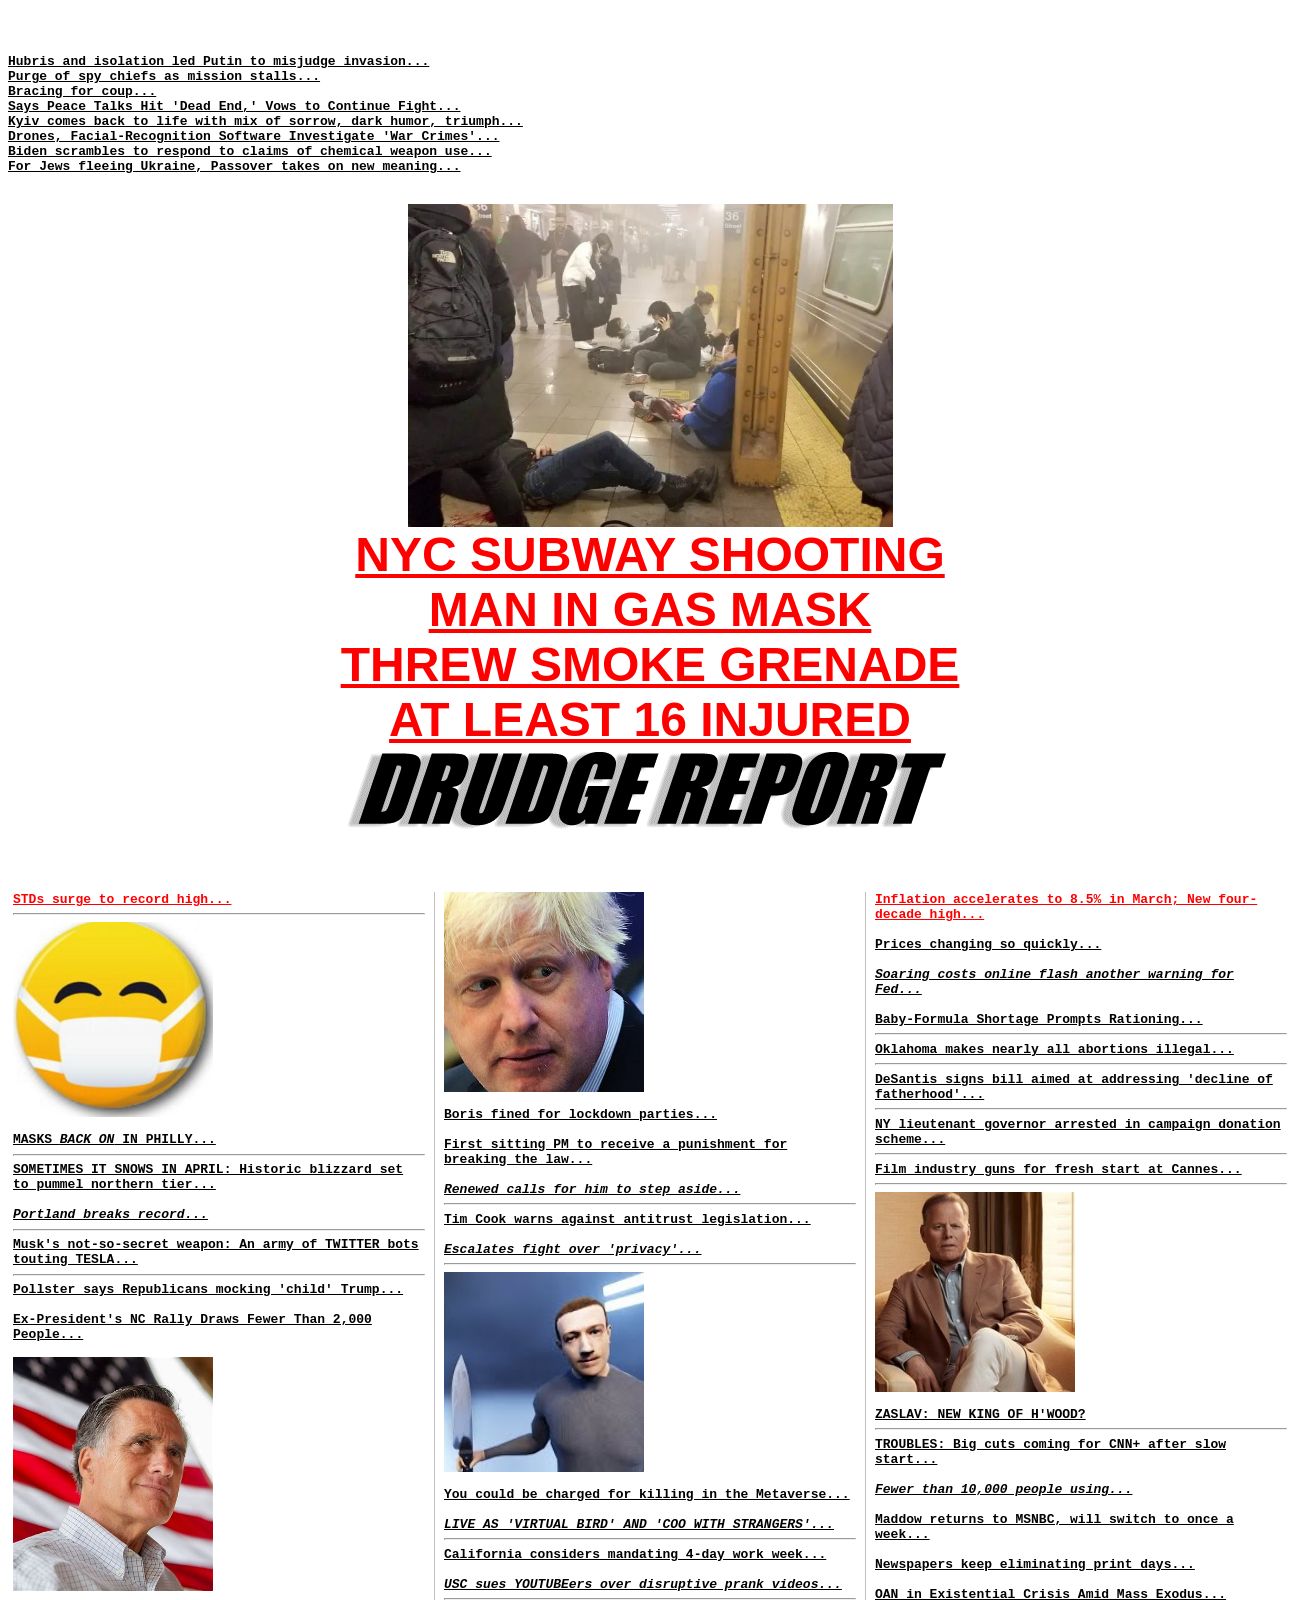 Hubris and isolation led Putin to misjudge invasion...
Purge of spy chiefs as mission stalls...
Bracing for coup...
Says Peace Talks Hit 'Dead End,' Vows to Continue Fight...
Kyiv comes back to life with mix of sorrow, dark humor, triumph...
Drones, Facial-Recognition Software Investigate 'War Crimes'...
Biden scrambles to respond to claims of chemical weapon use...
For Jews fleeing Ukraine, Passover takes on new meaning...
36
Street
36
Street
NYC SUBWAY SHOOTING
MAN IN GAS MASK
THREW SMOKE GRENADE
AT LEAST 16 INJURED
DRUDGE REPORT
STDs surge to record high...
MASKS BACK ON IN PHILLY...
SOMETIMES IT SNOWS IN APRIL: Historic blizzard set
to pummel northern tier...
Portland breaks record...
Musk's not-so-secret weapon: An army of TWITTER bots
touting TESLA...
Pollster says Republicans mocking 'child' Trump...
Ex-President's NC Rally Draws Fewer Than 2,000
People...
Boris fined for lockdown parties...
First sitting PM to receive a punishment for
breaking the law...
Renewed calls for him to step aside...
Tim Cook warns against antitrust legislation...
Escalates fight over 'privacy'...
You could be charged for killing in the Metaverse...
LIVE AS 'VIRTUAL BIRD' AND 'COO WITH STRANGERS'...
California considers mandating 4-day work week...
USC sues YOUTUBEers over disruptive prank videos...
Inflation accelerates to 8.5% in March; New four-
decade high...
Prices changing so quickly...
Soaring costs online flash another warning for
Fed...
Baby-Formula Shortage Prompts Rationing...
Oklahoma makes nearly all abortions illegal...
DeSantis signs bill aimed at addressing 'decline of
fatherhood'...
NY lieutenant governor arrested in campaign donation
scheme...
Film industry guns for fresh start at Cannes...
ZASLAV: NEW KING OF H'WOOD?
TROUBLES: Big cuts coming for CNN+ after slow
start...
Fewer than 10,000 people using...
Maddow returns to MSNBC, will switch to once a
week...
Newspapers keep eliminating print days...
OAN in Existential Crisis Amid Mass Exodus...